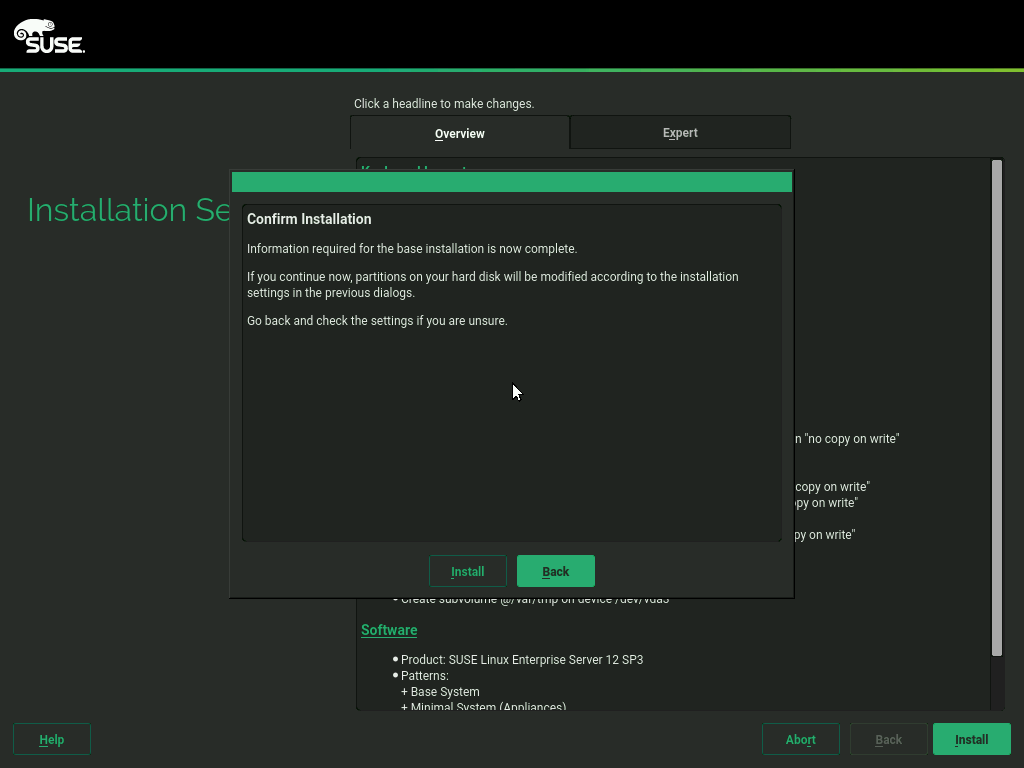 SUSE.
Click a headline to make changes.
Overview
Expert
Installation Se
Confirm Installation
Information required for the base installation is now complete.
If you continue now, partitions on your hard disk will be modified according to the installation
settings in the previous dialogs.
Go back and check the settings if you are unsure.
n "no copy on write"
copy on write"
py on write"
py on write"
Install
Back
• Create subvolume @/var/tmp on device /dev/vda3
Software
• Product: SUSE Linux Enterprise Server 12 SP3
• Patterns:
+ Base System
+ Minimal System (Appliances)
Help
Abort
Back
Install